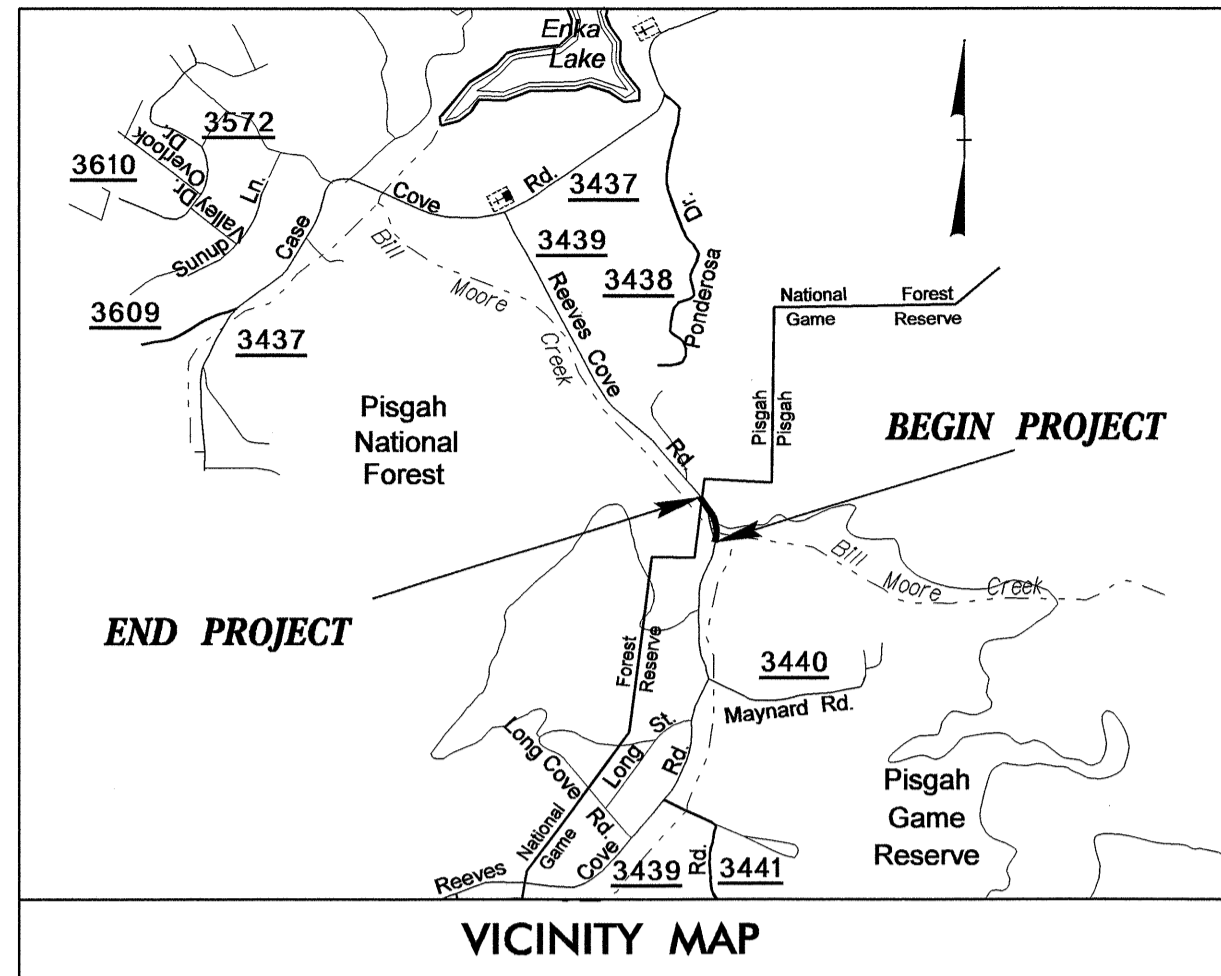 Enka
Lake
3572
Overlook Dr.
3610
Valley Dr.
Sunny
Ln.
Case
Cove Rd.
3437
3439
3438
Ponderosa Dr.
3609
3437
Bill Moore Creek
Reeves Cove Rd.
National Forest
Game Reserve
Pisgah
Pisgah
Pisgah
National
Forest
BEGIN PROJECT
END PROJECT
Bill Moore Creek
Forest
Reserve
3440
Maynard Rd.
Long Cove Rd.
Long St.
National
Game
Reeves Cove Rd.
3439
Rd.
3441
Pisgah
Game
Reserve
VICINITY MAP